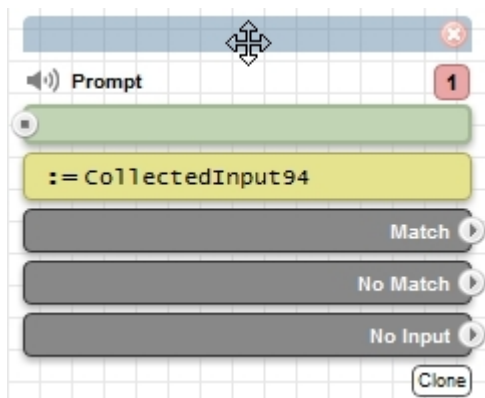 Prompt
1
:= CollectedInput94
Match
No Match
No Input
Clone